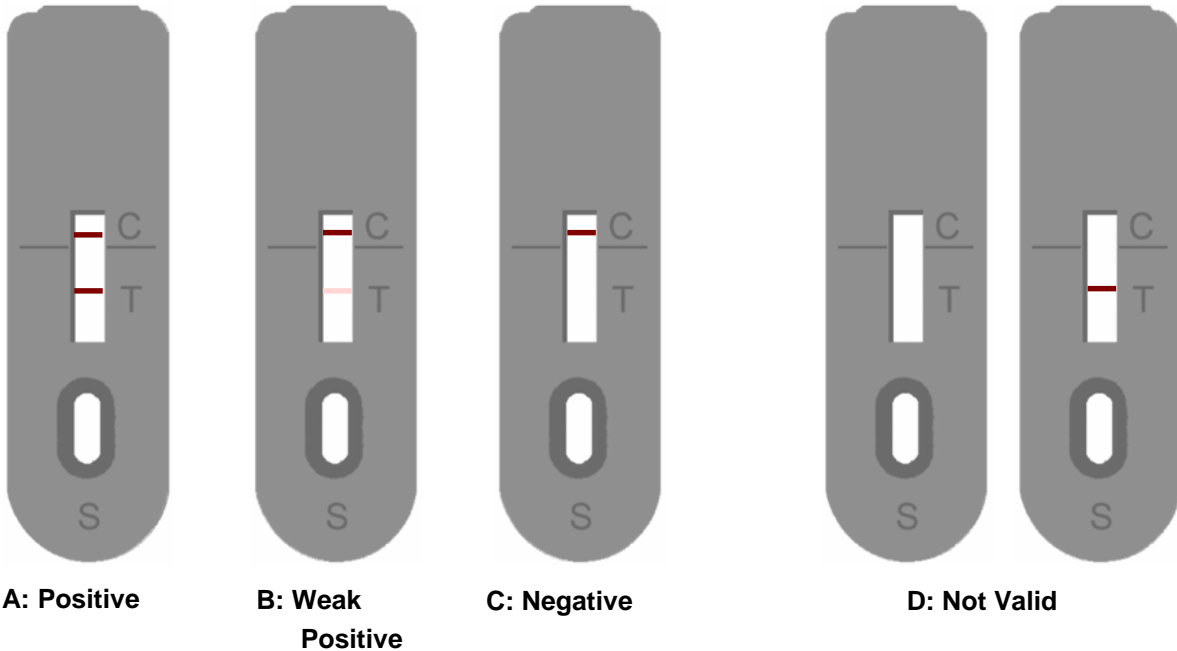 C
T
S
C
T
S
C
T
S
C
T
S
C
T
S
A: Positive
B: Weak
Positive
C: Negative
D: Not Valid